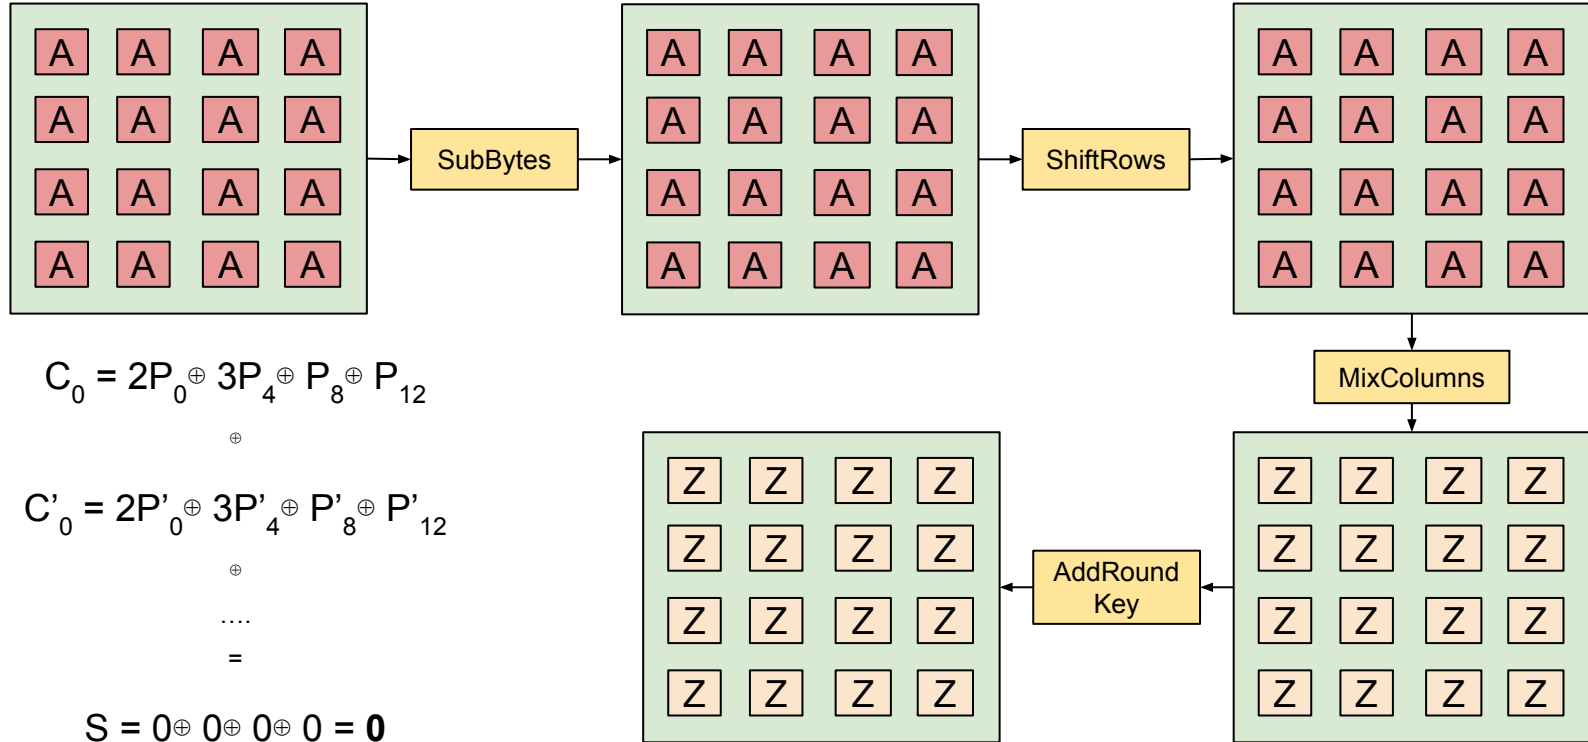 A A A A
A A A A
A A A A
A A A A
SubBytes
A A A A
A A A A
A A A A
A A A A
ShiftRows
A A A A
A A A A
A A A A
A A A A
MixColumns
Z Z Z Z
Z Z Z Z
Z Z Z Z
Z Z Z Z
AddRound
Key
Z Z Z Z
Z Z Z Z
Z Z Z Z
Z Z Z Z
C₀ = 2P₀⊕ 3P₄⊕ P₈⊕ P₁₂
⊕
C’₀ = 2P’₀⊕ 3P’₄⊕ P’₈⊕ P’₁₂
⊕
....
=
S = 0⊕ 0⊕ 0⊕ 0 = 0